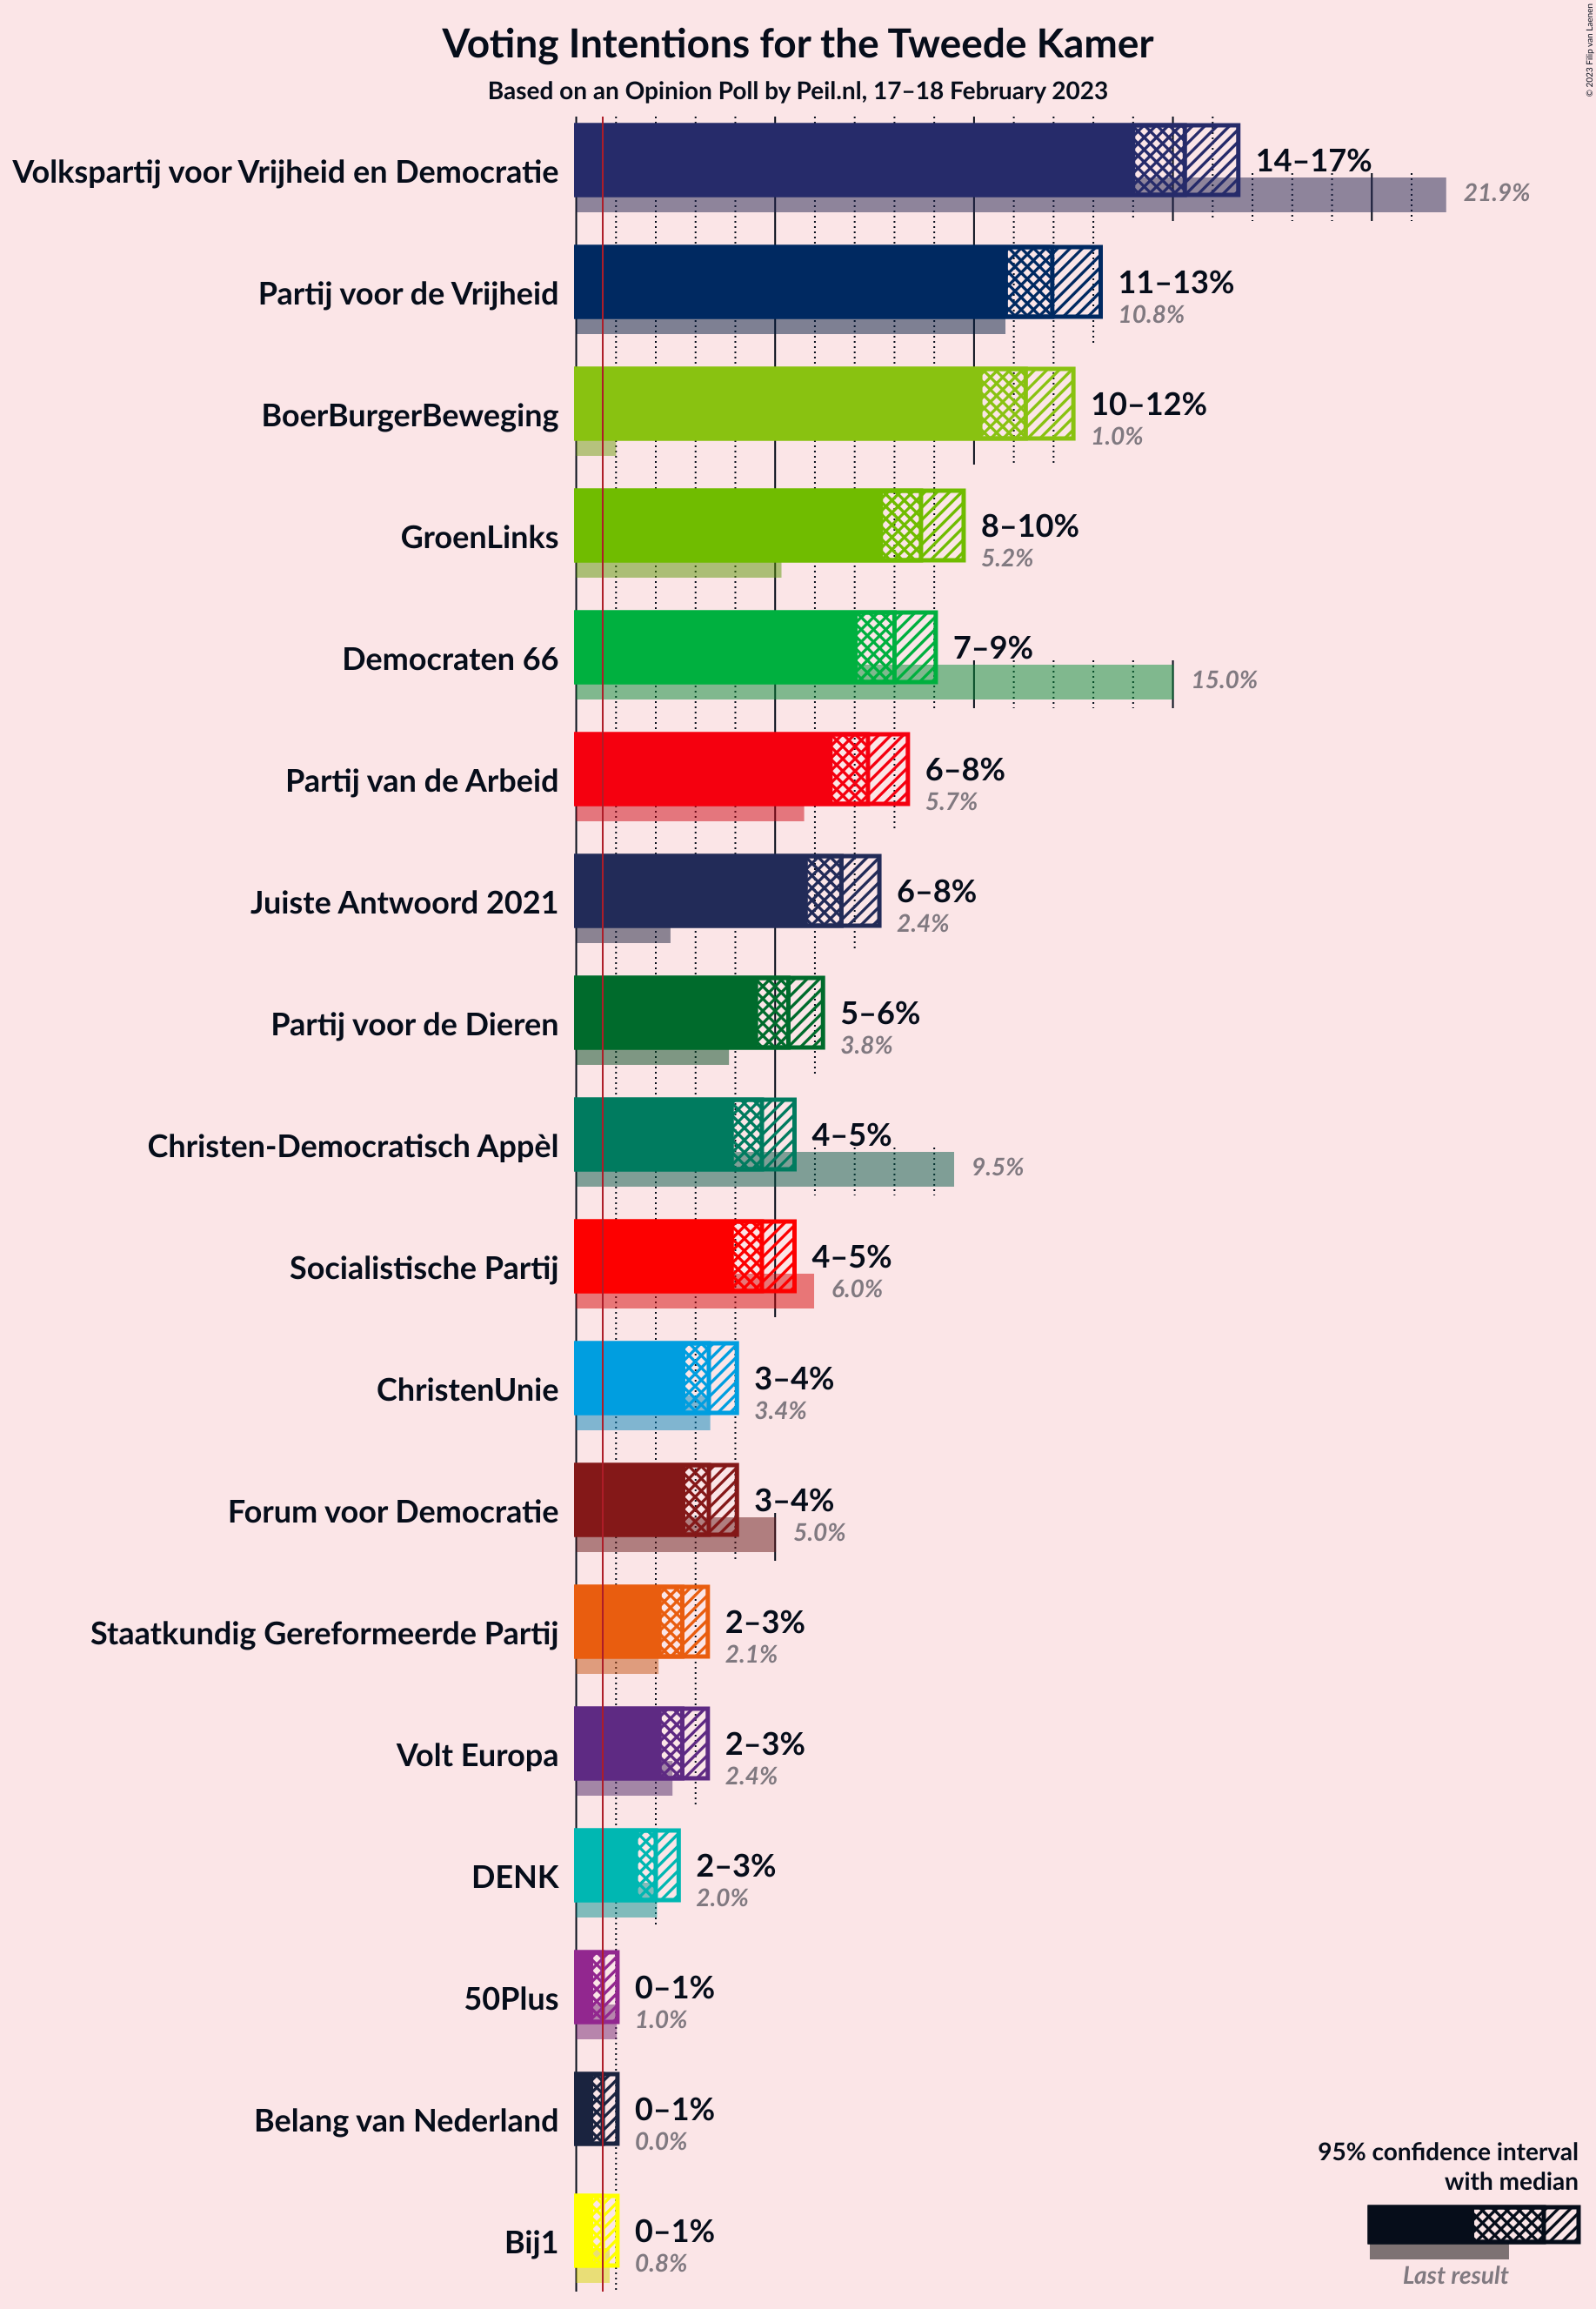 Voting Intentions for the Tweede Kamer
Based on an Opinion Poll by Peil.nl, 17–18 February 2023
© 2023 Filip van Laenen
Volkspartij voor Vrijheid en Democratie
14–17%
21.9%
Partij voor de Vrijheid
11–13%
10.8%
BoerBurgerBeweging
10–12%
1.0%
GroenLinks
8–10%
5.2%
Democraten 66
7–9%
15.0%
Partij van de Arbeid
6–8%
5.7%
Juiste Antwoord 2021
6–8%
2.4%
Partij voor de Dieren
5–6%
3.8%
Christen-Democratisch Appèl
4–5%
9.5%
Socialistische Partij
4–5%
6.0%
ChristenUnie
3–4%
3.4%
Forum voor Democratie
3–4%
5.0%
Staatkundig Gereformeerde Partij
2–3%
2.1%
Volt Europa
2–3%
2.4%
DENK
2–3%
2.0%
50Plus
0–1%
1.0%
Belang van Nederland
0–1%
0.0%
Bij1
0–1%
0.8%
95% confidence interval
with median
Last result